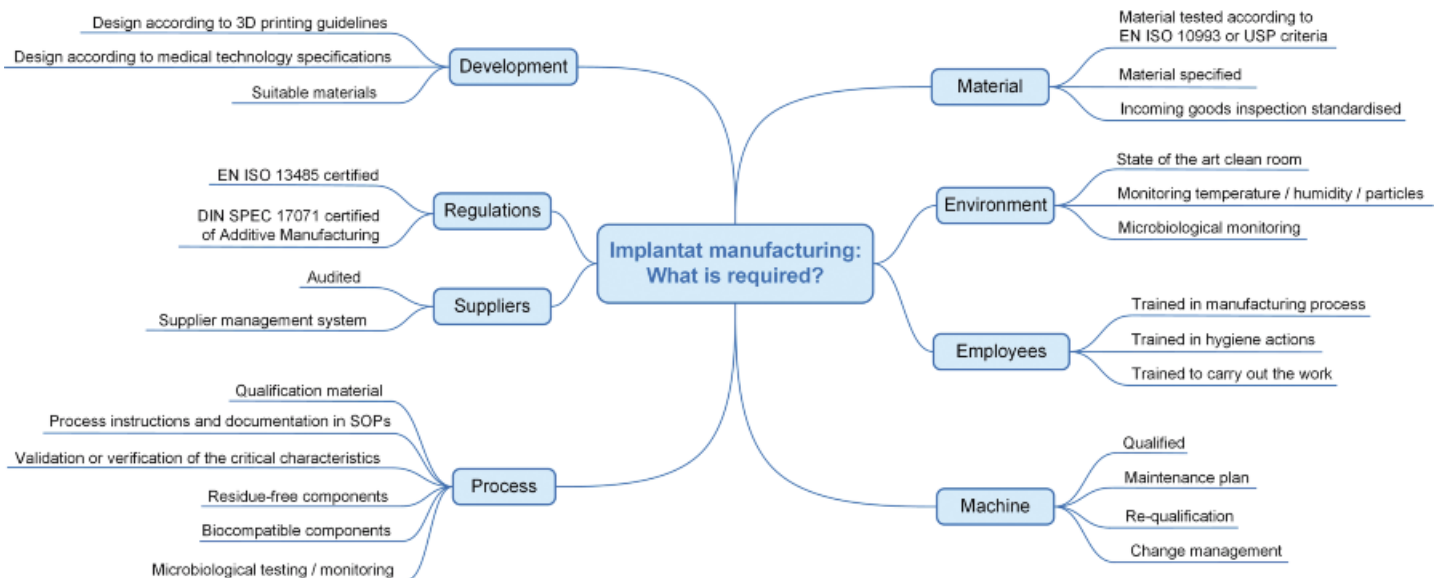 Design according to 3D printing guidelines
Design according to medical technology specifications
Suitable materials
Development
EN ISO 13485 certified
DIN SPEC 17071 certified
of Additive Manufacturing
Regulations
Audited
Supplier management system
Suppliers
Qualification material
Process instructions and documentation in SOPs
Validation or verification of the critical characteristics
Residue-free components
Biocompatible components
Microbiological testing / monitoring
Process
Implantat manufacturing:
What is required?
Material
Material tested according to
EN ISO 10993 or USP criteria
Material specified
Incoming goods inspection standardised
Environment
State of the art clean room
Monitoring temperature / humidity / particles
Microbiological monitoring
Employees
Trained in manufacturing process
Trained in hygiene actions
Trained to carry out the work
Machine
Qualified
Maintenance plan
Re-qualification
Change management